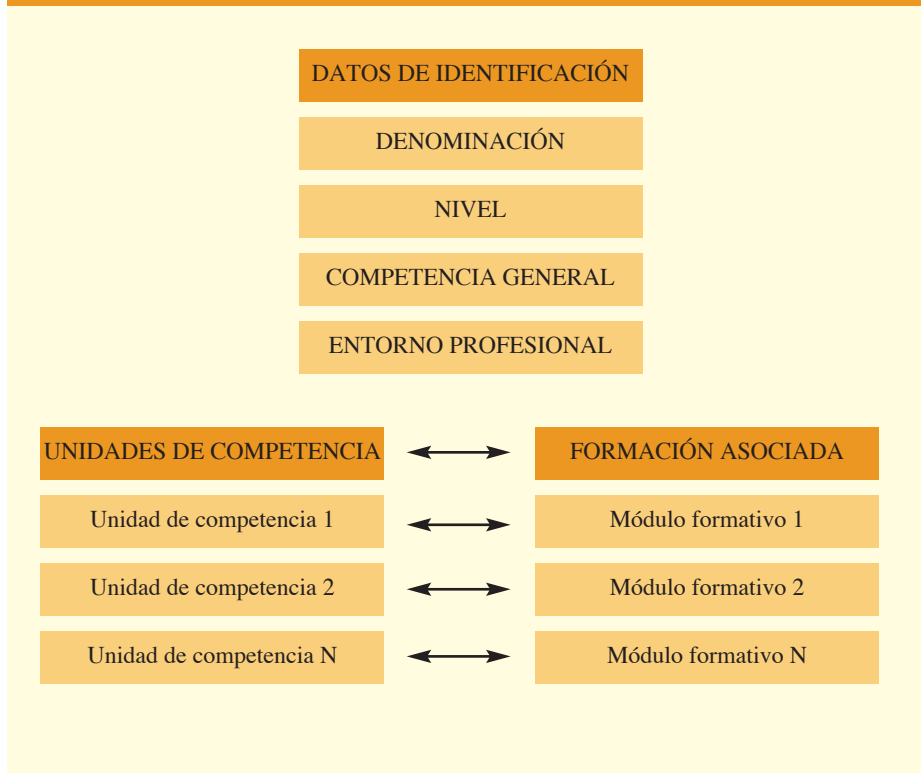 DATOS DE IDENTIFICACIÓN
DENOMINACIÓN
NIVEL
COMPETENCIA GENERAL
ENTORNO PROFESIONAL
UNIDADES DE COMPETENCIA
FORMACIÓN ASOCIADA
Unidad de competencia 1
Módulo formativo 1
Unidad de competencia 2
Módulo formativo 2
Unidad de competencia N
Módulo formativo N